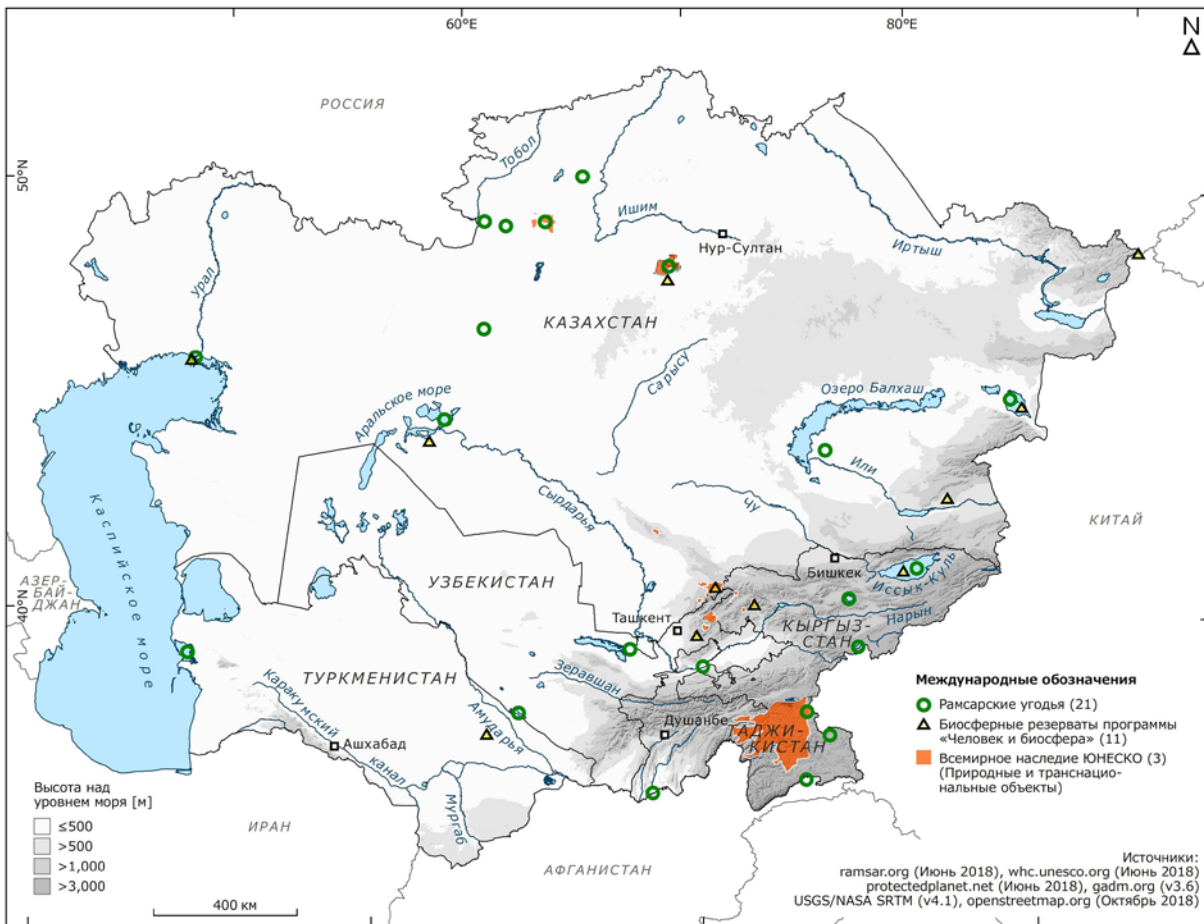 60°E
80°E
N
РОССИЯ
50°N
Тобол
Ишим
Нур-Султан
Иртыш
Урал
КАЗАХСТАН
Сарысу
Озеро Балхаш
Аральское море
Или
Сырдарья
Чу
КИТАЙ
Каспийское море
АЗЕР-
БАЙ-
ДЖАН
УЗБЕКИСТАН
Бишкек
Иссык-Куль
40°N
Ташкент
КЫРГЫЗ-
СТАН
Нарын
ТУРКМЕНИСТАН
Зеравшан
Каракумский
канал
Амударья
Душанбе
АДЖИ-
КИСТАН
Ашхабад
Мургаб
ИРАН
АФГАНИСТАН
Международные обозначения
Рамсарские угодья (21)
Биосферные резерваты программы
«Человек и биосфера» (11)
Всемирное наследие ЮНЕСКО (3)
(Природные и транснацио-
нальные объекты)
Высота над
уровнем моря [м]
≤500
>500
>1,000
>3,000
400 км
Источники:
ramsar.org (Июнь 2018), whc.unesco.org (Июнь 2018)
protectedplanet.net (Июнь 2018), gadm.org (v3.6)
USGS/NASA SRTM (v4.1), openstreetmap.org (Октябрь 2018)